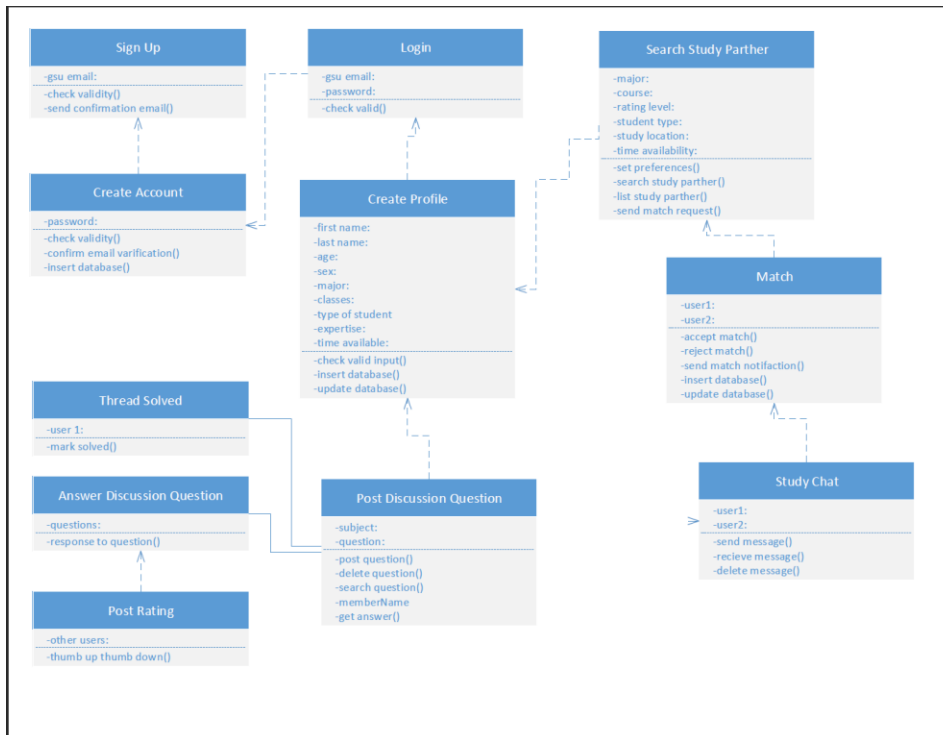 Sign Up
-gsu email:
-check validity()
-send confirmation email()
Login
-gsu email:
-password:
-check valid()
Search Study Parther
-major:
-course:
-rating level:
-student type:
-study location:
-time availability:
-set preferences()
-search study parther()
-list study parther()
-send match request()
Create Account
-password:
-check validity()
-confirm email varification()
-insert database()
Create Profile
-first name:
-last name:
-age:
-sex:
-major:
-classes:
-type of student
-expertise:
-time available:
-check valid input()
-insert database()
-update database()
Match
-user1:
-user2:
-accept match()
-reject match()
-send match notifaction()
-insert database()
-update database()
Thread Solved
-user 1:
-mark solved()
Answer Discussion Question
-questions:
-response to question()
Post Discussion Question
-subject:
-question:
-post question()
-delete question()
-search question()
-memberName
-get answer()
Study Chat
-user1:
-user2:
-send message()
-recieve message()
-delete message()
Post Rating
-other users:
-thumb up thumb down()